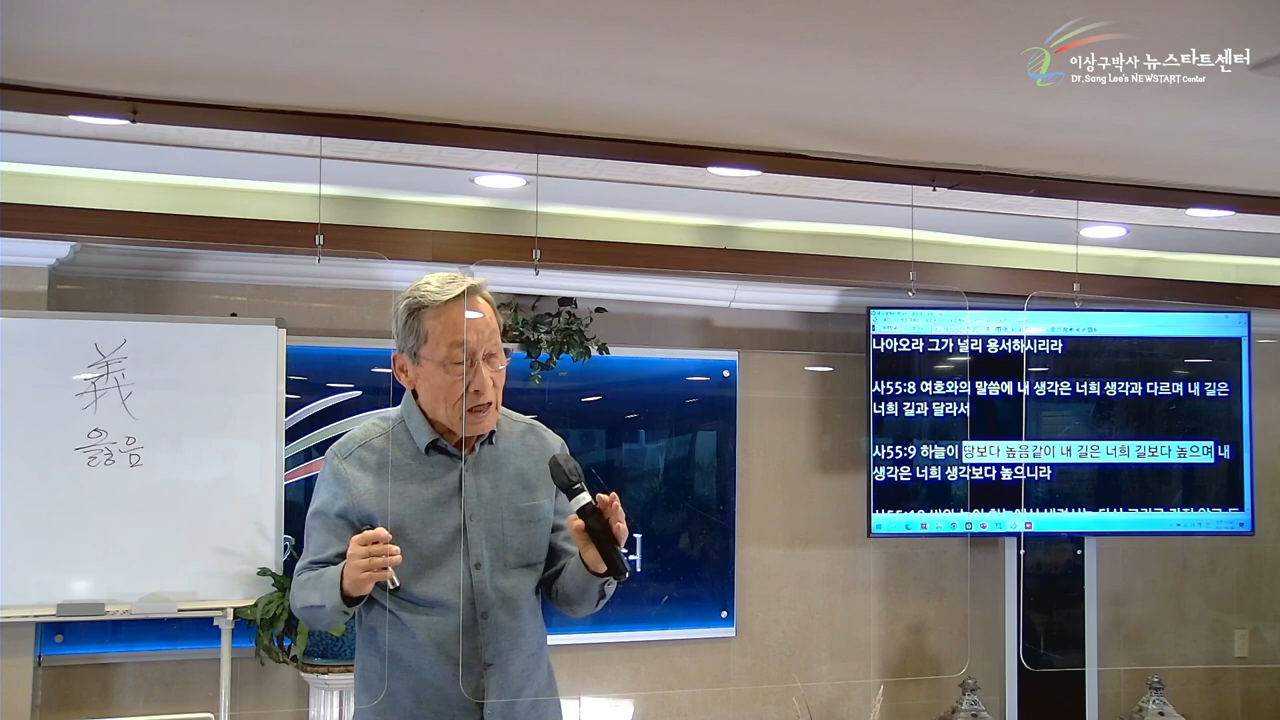 이상구박사 뉴스타트센터
Dr. Sang Lee's NEWSTART Center
義
옳음
나아오라 그가 널리 용서하시리라
사55:8 여호와의 말씀에 내 생각은 너희 생각과 다르며 내 길은
너희 길과 달라서
사55:9 하늘이 땅보다 높음같이 내 길은 너희 길보다 높으며 내
생각은 너희 생각보다 높으니라
H